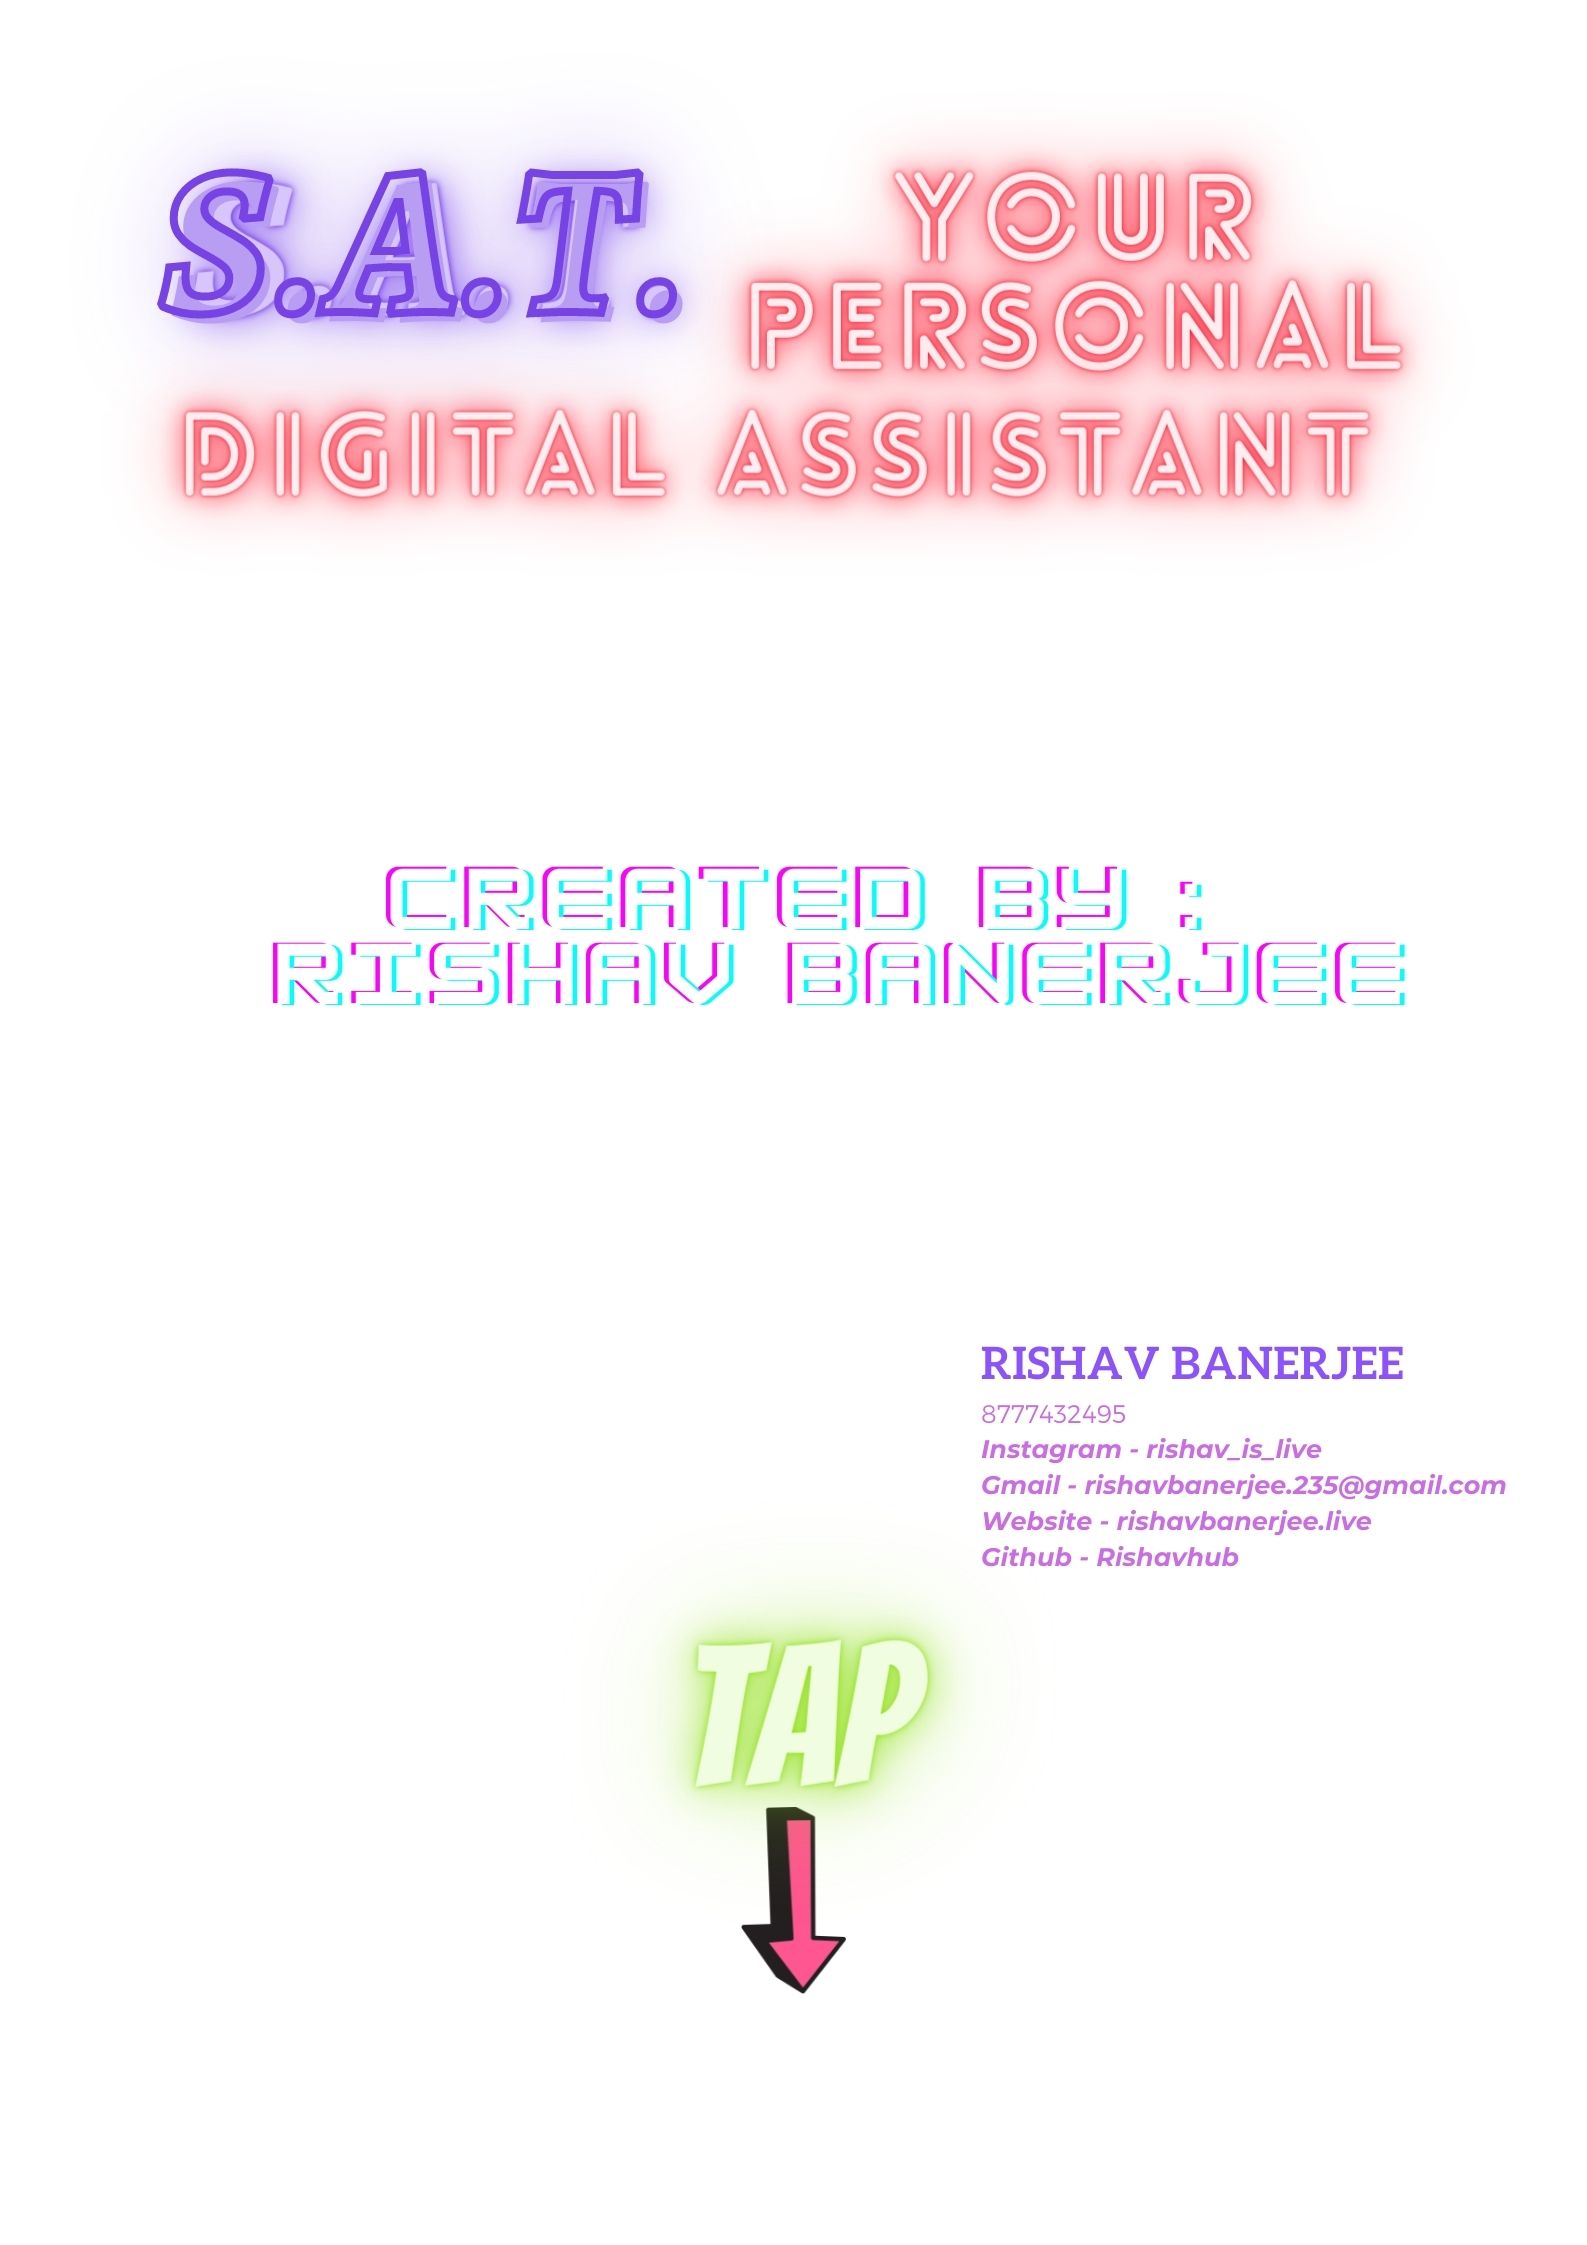 S.A.T. YOUR
PERSONAL
DIGITAL ASSISTANT
CREATED BY :
RISHAV BANERJEE
RISHAV BANERJEE
8777432495
Instagram - rishav_is_live
Gmail - rishavbanerjee.235@gmail.com
Website - rishavbanerjee.live
Github - Rishavhub
TAP